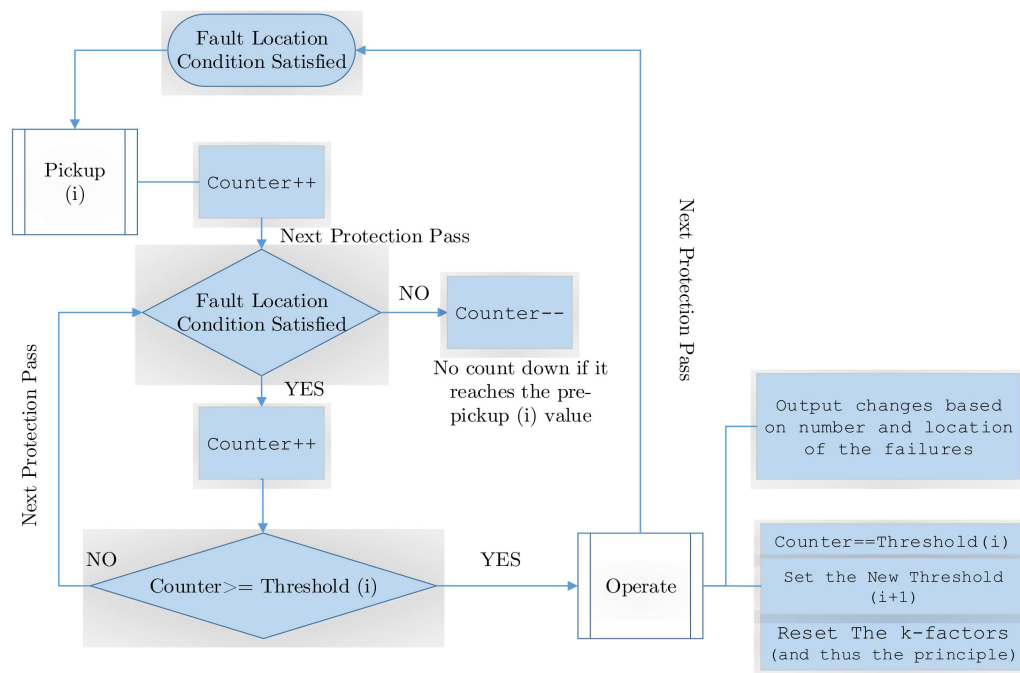 Fault Location
Condition Satisfied
Pickup
(i)
Counter++
Next Protection Pass
Fault Location
Condition Satisfied
NO
Counter--
No count down if it
reaches the pre-
pickup (i) value
YES
Counter++
Next Protection Pass
NO
Counter>= Threshold (i)
YES
Operate
Next Protection Pass
Output changes based
on number and location
of the failures
Counter==Threshold(i)
Set the New Threshold
(i+1)
Reset The k-factors
(and thus the principle)